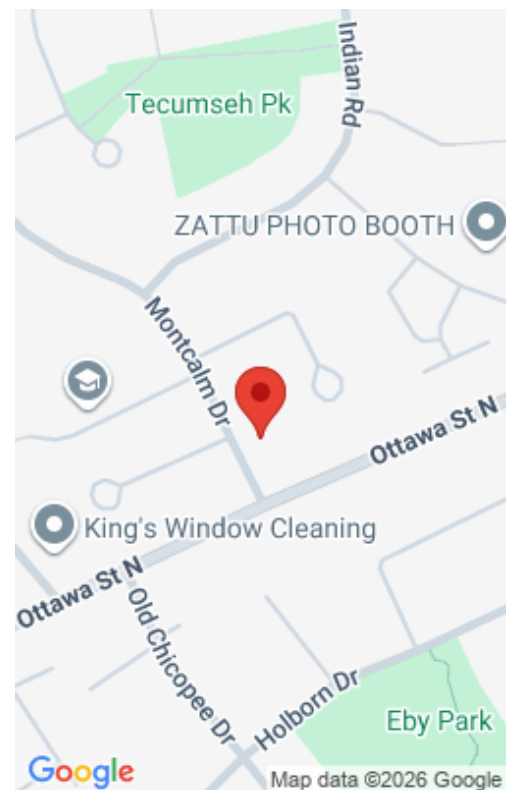 Indian Rd
Tecumseh Pk
ZATTU PHOTO BOOTH
Montcalm Dr
Ottawa St N
King's Window Cleaning
Ottawa St N
Old Chicopee Dr
Holborn Dr
Eby Park
Google
Map data ©2026 Google